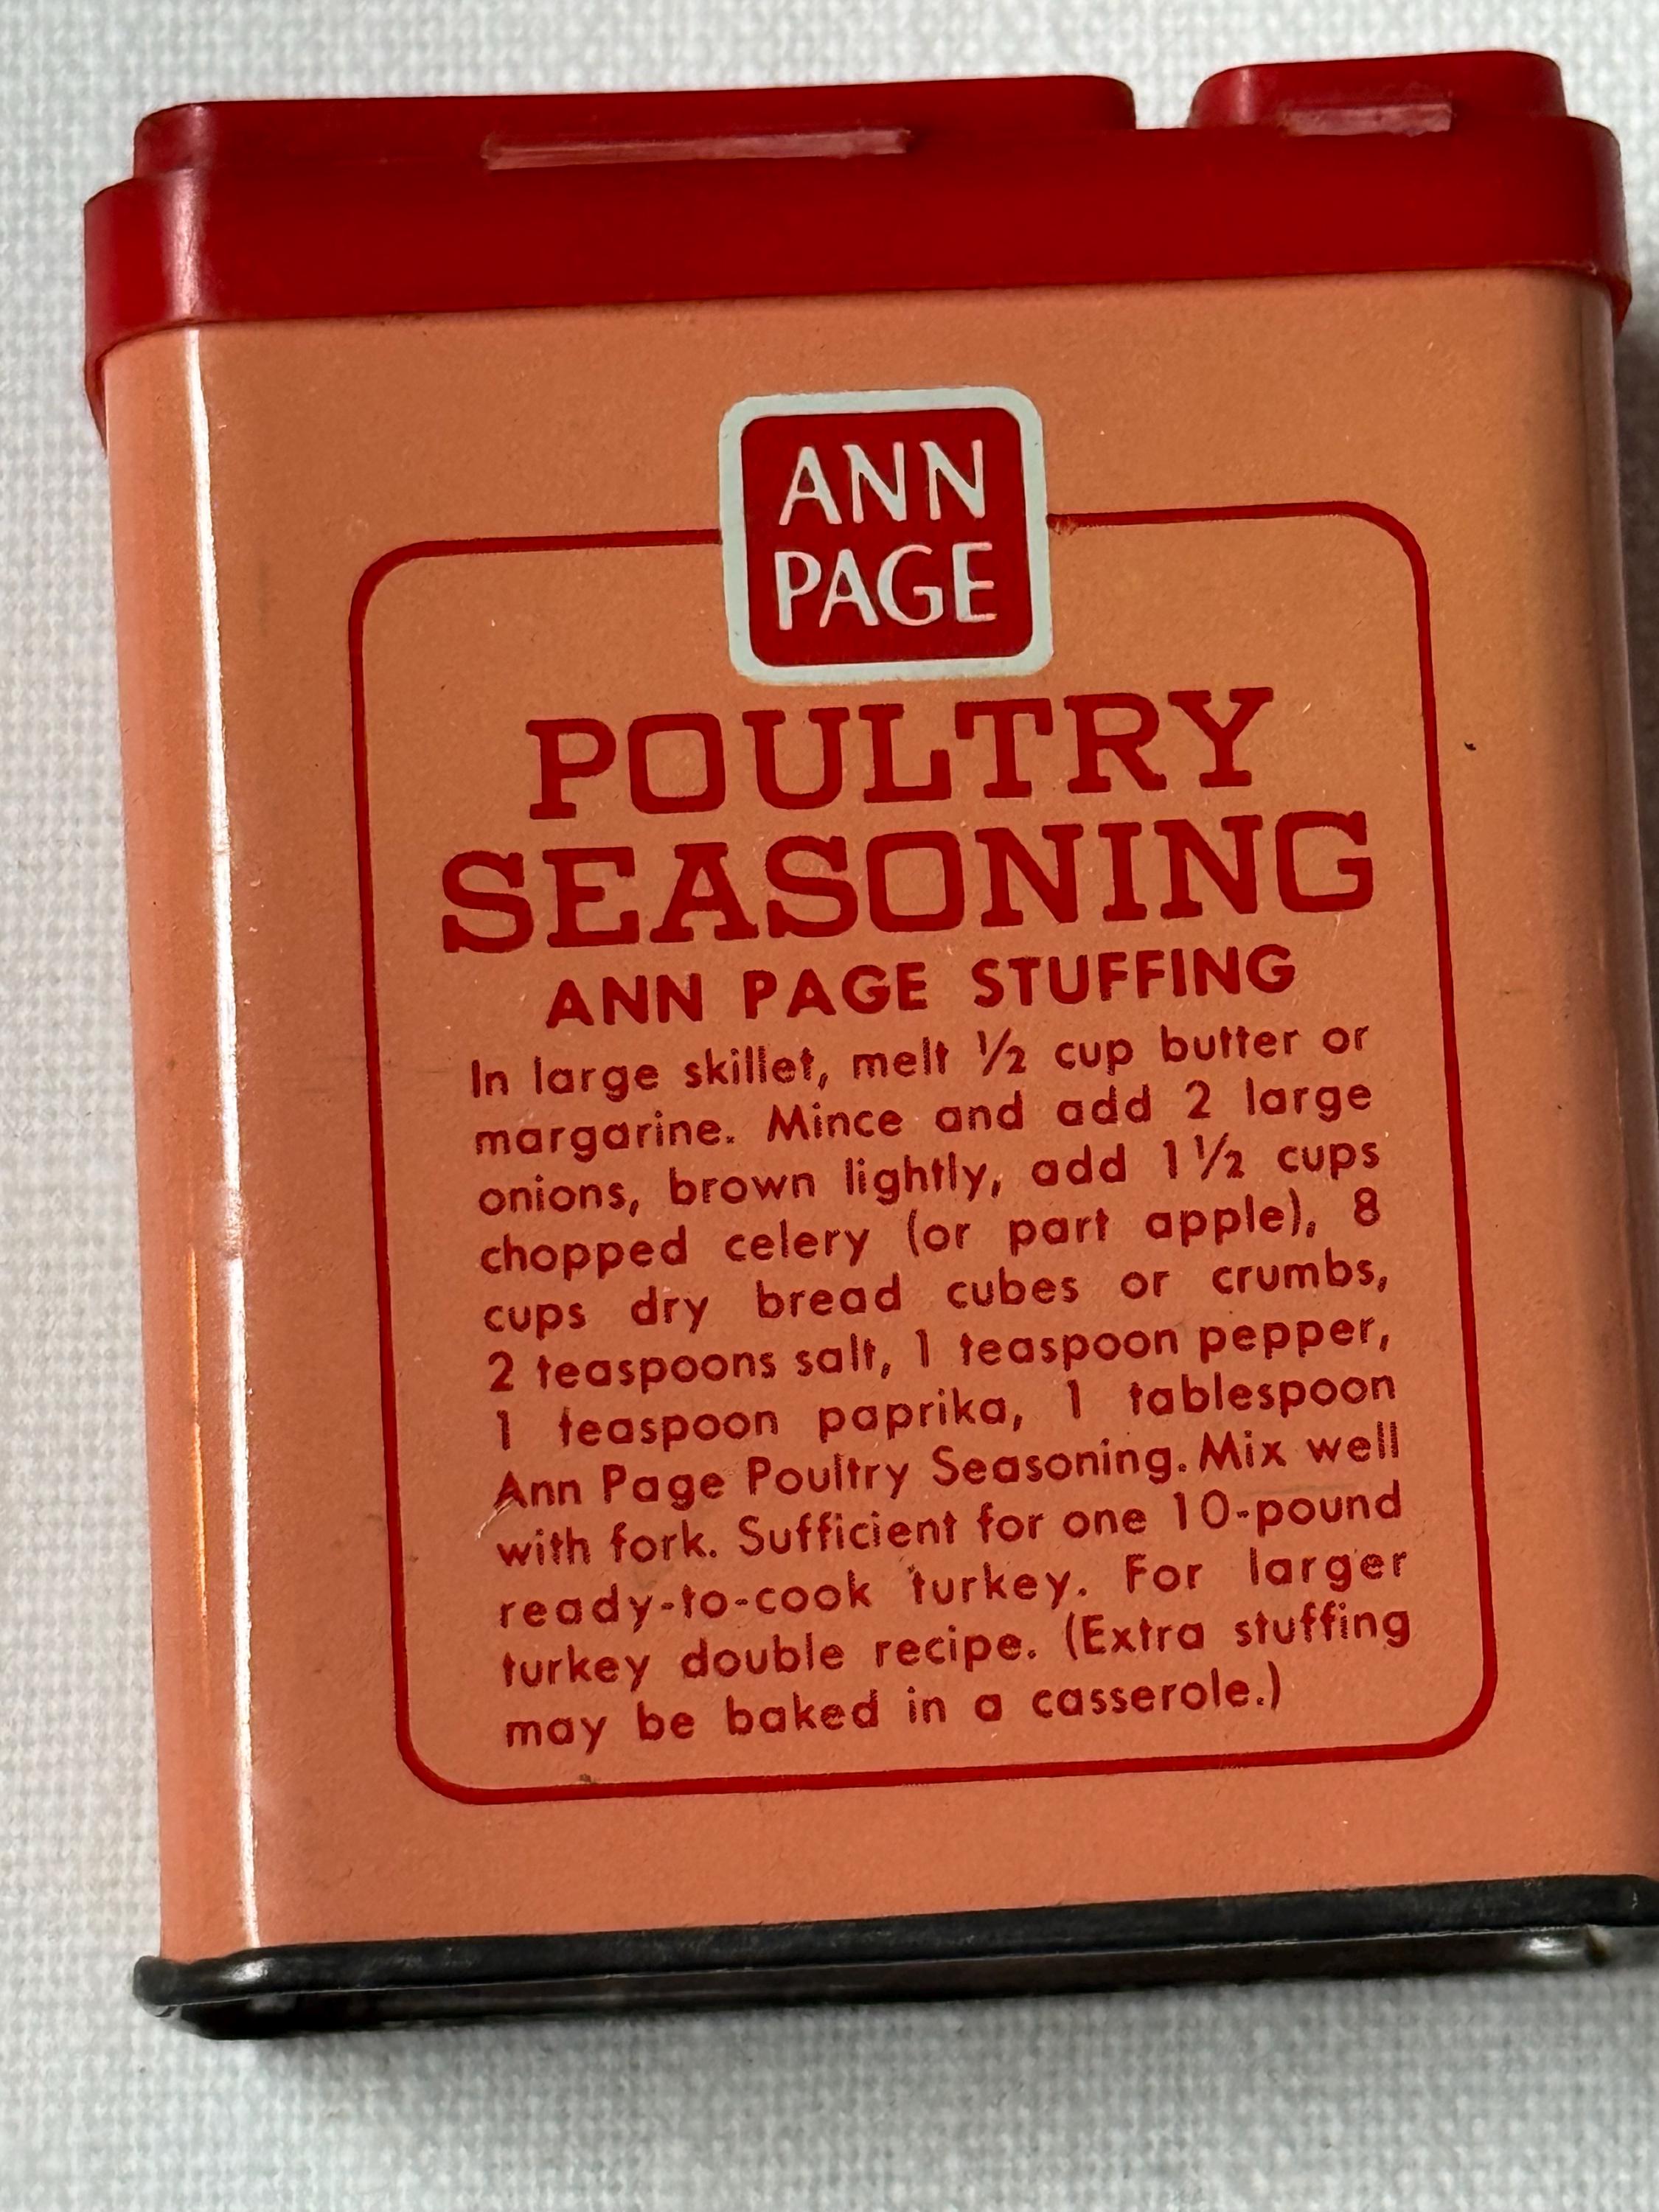 ANN
PAGE
POULTRY
SEASONING
ANN PAGE STUFFING
In large skillet, melt ½ cup butter or
margarine. Mince and add 2 large
onions, brown lightly, add 1½ cups
chopped celery (or part apple), 8
cups dry bread cubes or crumbs,
2 teaspoons salt, 1 teaspoon pepper,
1 teaspoon paprika, 1 tablespoon
Ann Page Poultry Seasoning. Mix well
with fork. Sufficient for one 10-pound
ready-to-cook turkey. For larger
turkey double recipe. (Extra stuffing
may be baked in a casserole.)